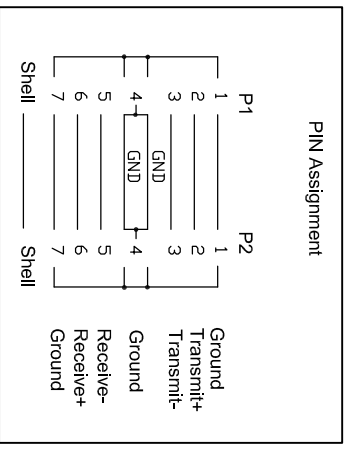 PIN Assignment
P1 P2
1 1 Ground
2 2 Transmit+
3 3 Transmit-
GND
4 4 Ground
GND
5 5 Receive-
6 6 Receive+
7 7 Ground
Shell Shell